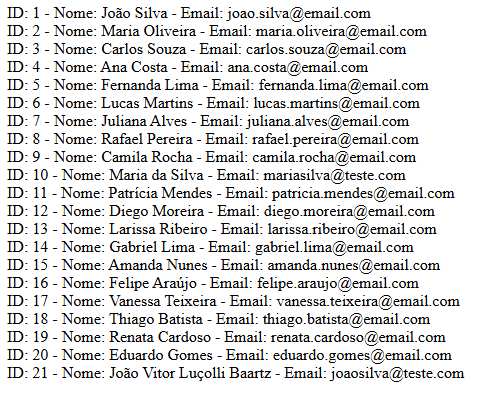 ID: 1 - Nome: João Silva - Email: joao.silva@email.com
ID: 2 - Nome: Maria Oliveira - Email: maria.oliveira@email.com
ID: 3 - Nome: Carlos Souza - Email: carlos.souza@email.com
ID: 4 - Nome: Ana Costa - Email: ana.costa@email.com
ID: 5 - Nome: Fernanda Lima - Email: fernanda.lima@email.com
ID: 6 - Nome: Lucas Martins - Email: lucas.martins@email.com
ID: 7 - Nome: Juliana Alves - Email: juliana.alves@email.com
ID: 8 - Nome: Rafael Pereira - Email: rafael.pereira@email.com
ID: 9 - Nome: Camila Rocha - Email: camila.rocha@email.com
ID: 10 - Nome: Maria da Silva - Email: mariasilva@teste.com
ID: 11 - Nome: Patrícia Mendes - Email: patricia.mendes@email.com
ID: 12 - Nome: Diego Moreira - Email: diego.moreira@email.com
ID: 13 - Nome: Larissa Ribeiro - Email: larissa.ribeiro@email.com
ID: 14 - Nome: Gabriel Lima - Email: gabriel.lima@email.com
ID: 15 - Nome: Amanda Nunes - Email: amanda.nunes@email.com
ID: 16 - Nome: Felipe Araújo - Email: felipe.araujo@email.com
ID: 17 - Nome: Vanessa Teixeira - Email: vanessa.teixeira@email.com
ID: 18 - Nome: Thiago Batista - Email: thiago.batista@email.com
ID: 19 - Nome: Renata Cardoso - Email: renata.cardoso@email.com
ID: 20 - Nome: Eduardo Gomes - Email: eduardo.gomes@email.com
ID: 21 - Nome: João Vitor Luçolli Baartz - Email: joaosilva@teste.com